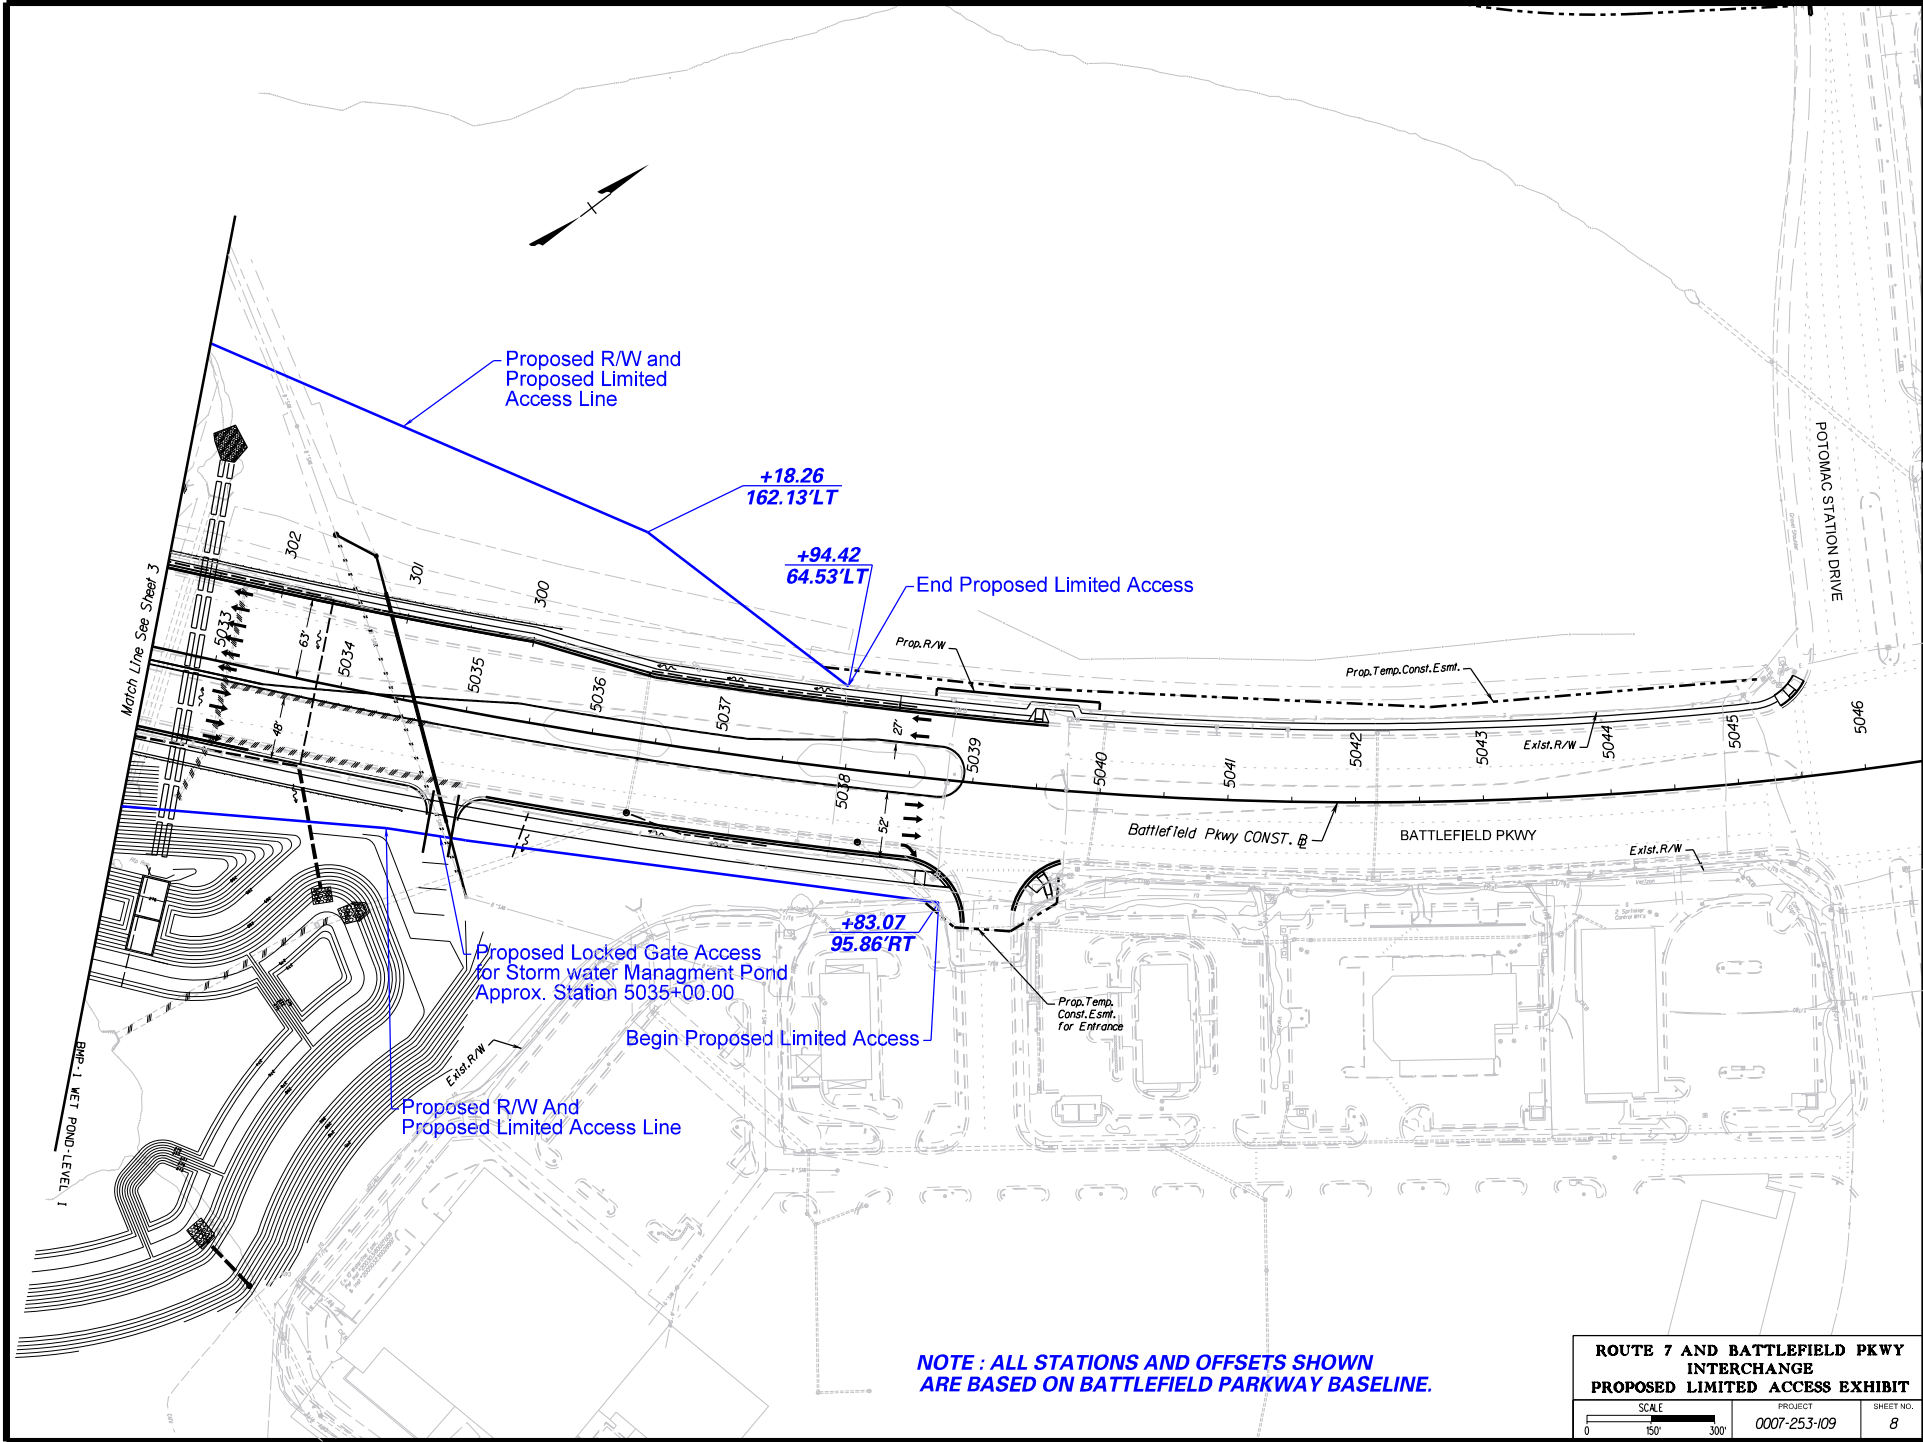 Proposed R/W and
Proposed Limited
Access Line
+18.26
162.13'LT
+94.42
64.53'LT
End Proposed Limited Access
Prop.R/W
Prop.Temp.Const.Esmt.
Exist.R/W
POTOMAC STATION DRIVE
Match Line See Sheet 3
302
301
300
5033
5034
5035
5036
5037
5038
5039
5040
5041
5042
5043
5044
5045
5046
63'
48'
27'
52'
Battlefield Pkwy CONST. B
BATTLEFIELD PKWY
Exist.R/W
+83.07
95.86'RT
Proposed Locked Gate Access
for Storm water Managment Pond
Approx. Station 5035+00.00
Begin Proposed Limited Access
Prop.Temp.
Const.Esmt.
for Entrance
Exist.R/W
Proposed R/W And
Proposed Limited Access Line
BMP-1 WET POND-LEVEL 1
NOTE : ALL STATIONS AND OFFSETS SHOWN
ARE BASED ON BATTLEFIELD PARKWAY BASELINE.
ROUTE 7 AND BATTLEFIELD PKWY
INTERCHANGE
PROPOSED LIMITED ACCESS EXHIBIT
SCALE
0 150' 300'
PROJECT
0007-253-109
SHEET NO.
8